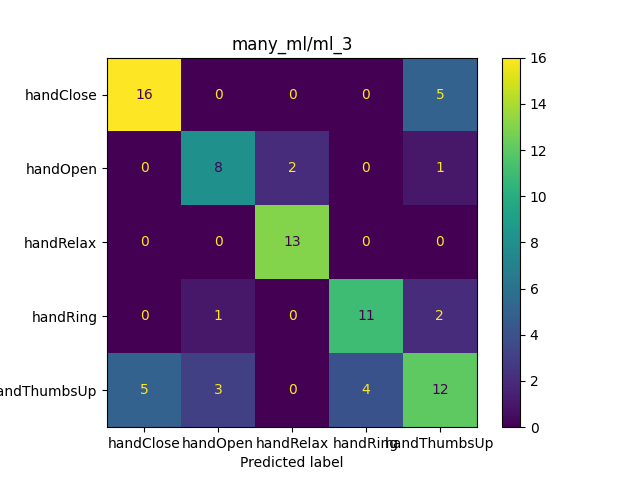 many_ml/ml_3
handClose 16 0 0 0 5
handOpen 0 8 2 0 1
handRelax 0 0 13 0 0
handRing 0 1 0 11 2
andThumbsUp 5 3 0 4 12
handClose handOpen handRelax handRing handThumbsUp
Predicted label
16
14
12
10
8
6
4
2
0